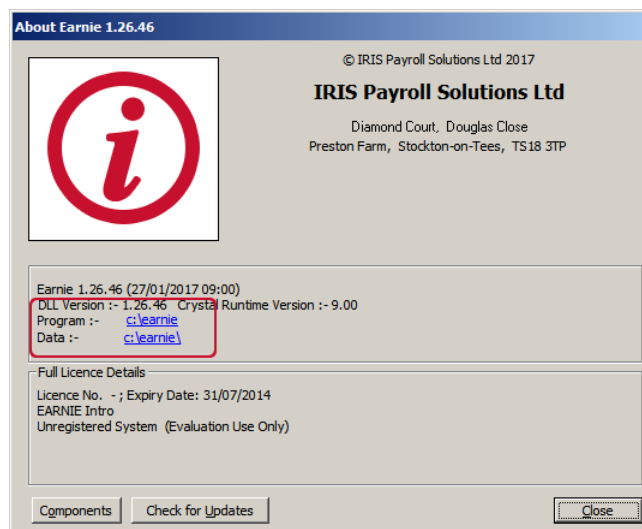 About Earnie 1.26.46
© IRIS Payroll Solutions Ltd 2017
IRIS Payroll Solutions Ltd
Diamond Court, Douglas Close
Preston Farm, Stockton-on-Tees, TS18 3TP
Earnie 1.26.46 (27/01/2017 09:00)
DLL Version :- 1.26.46 Crystal Runtime Version :- 9.00
Program :- c:\earnie
Data :- c:\earnie\
Full Licence Details
Licence No. - ; Expiry Date: 31/07/2014
EARNIE Intro
Unregistered System (Evaluation Use Only)
Components Check for Updates Close